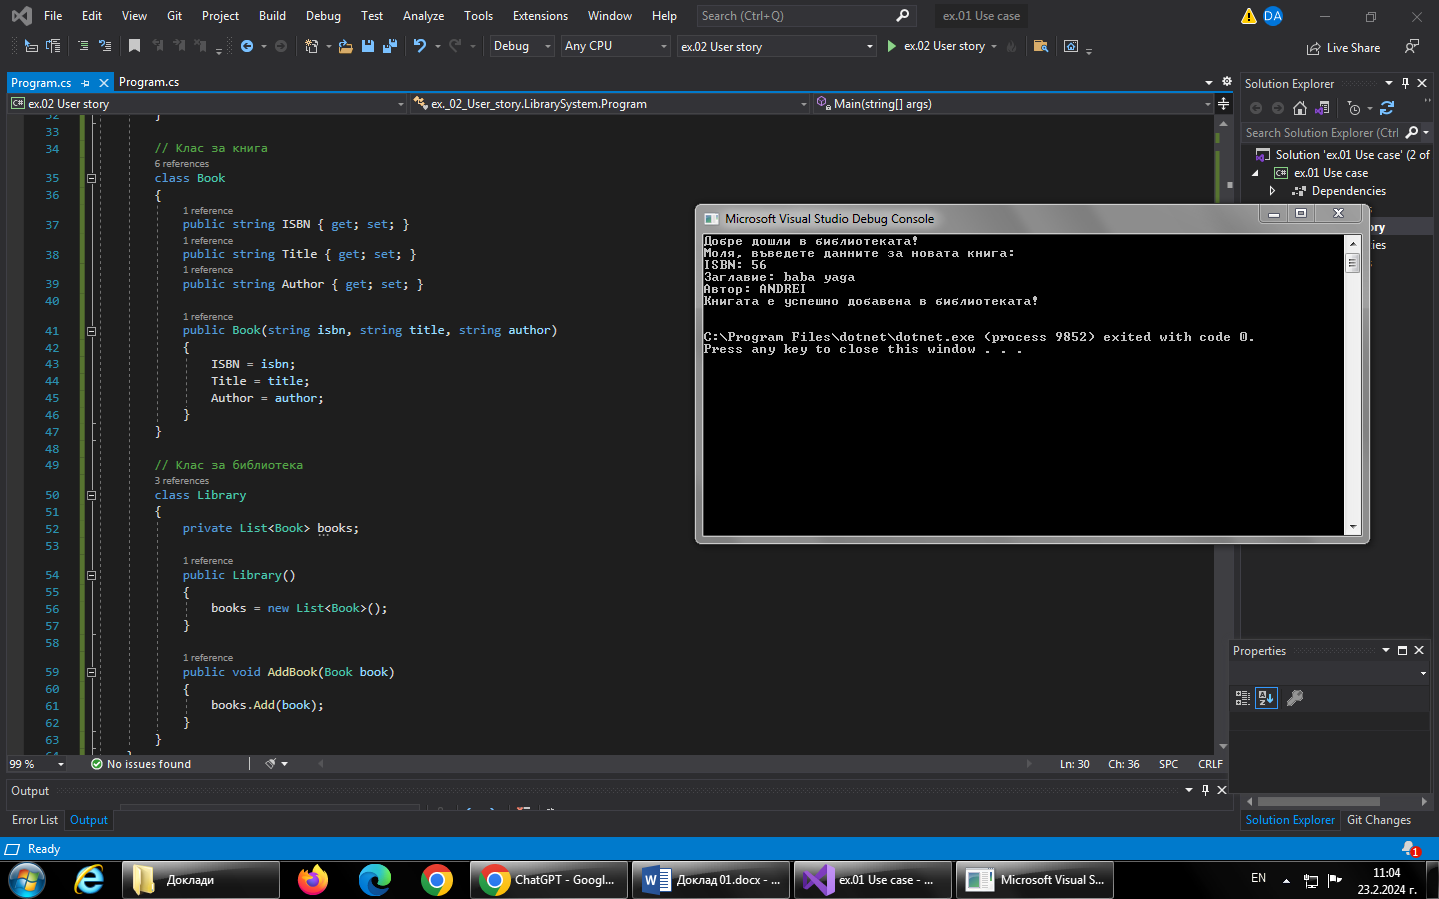 File Edit View Git Project Build Debug Test Analyze Tools Extensions Window Help Search (Ctrl+Q) ex.01 Use case DA
Debug Any CPU ex.02 User story ex.02 User story Live Share
Program.cs Program.cs
C# ex.02 User story ex._02_User_story.LibrarySystem.Program Main(string[] args)
32 }
33
34 // Клас за книга
6 references
35 class Book
36 {
1 reference
37 public string ISBN { get; set; }
1 reference
38 public string Title { get; set; }
1 reference
39 public string Author { get; set; }
40
1 reference
41 public Book(string isbn, string title, string author)
42 {
43 ISBN = isbn;
44 Title = title;
45 Author = author;
46 }
47 }
48
49 // Клас за библиотека
3 references
50 class Library
51 {
52 private List<Book> books;
53
1 reference
54 public Library()
55 {
56 books = new List<Book>();
57 }
58
1 reference
59 public void AddBook(Book book)
60 {
61 books.Add(book);
62 }
63 }
64 }
99 % No issues found Ln: 30 Ch: 36 SPC CRLF
Output
Error List Output
Ready
Microsoft Visual Studio Debug Console
Добре дошли в библиотеката!
Моля, въведете данните за новата книга:
ISBN: 56
Заглавие: baba yaga
Автор: ANDREI
Книгата е успешно добавена в библиотеката!
C:\Program Files\dotnet\dotnet.exe (process 9852) exited with code 0.
Press any key to close this window . . .
Solution Explorer
Search Solution Explorer (Ctrl
Solution 'ex.01 Use case' (2 of
C# ex.01 Use case
Dependencies
ory
cies
Properties
Solution Explorer Git Changes
1
Доклади ChatGPT - Googl... Доклад 01.docx - ... ex.01 Use case - ... Microsoft Visual S... EN 11:04
23.2.2024 г.